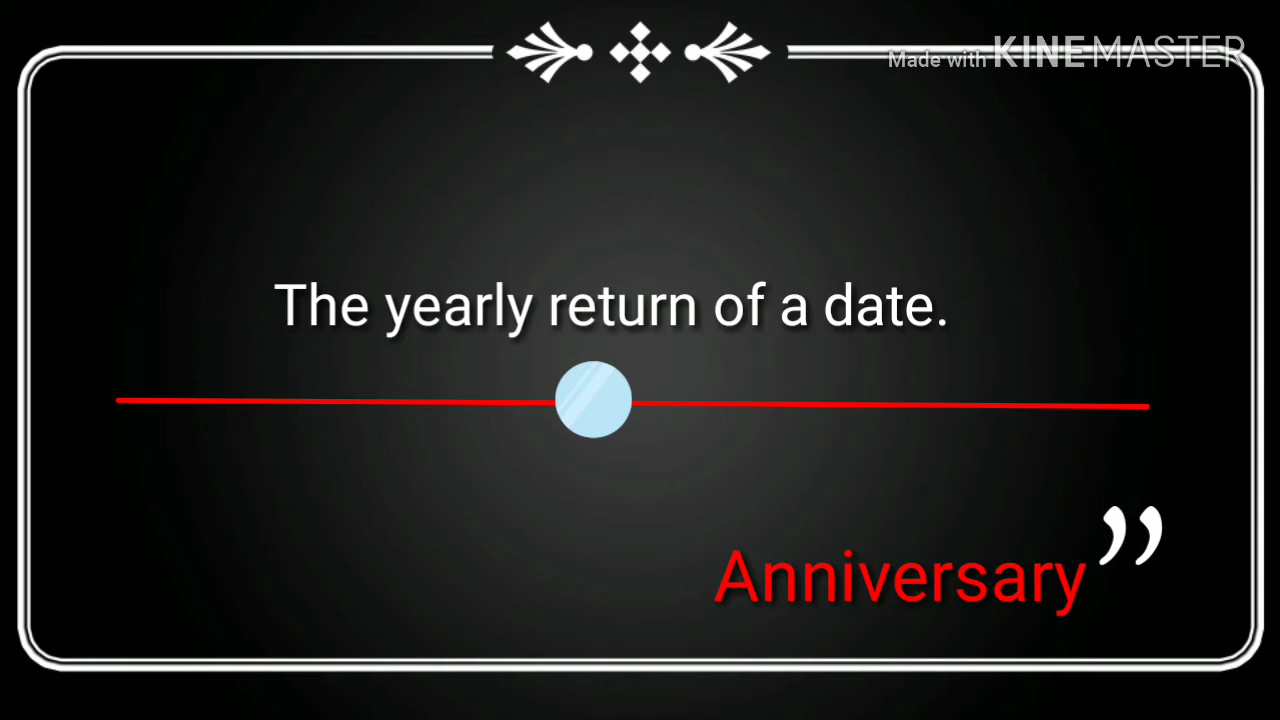 Made with KINEMASTER
The yearly return of a date.
Anniversary”